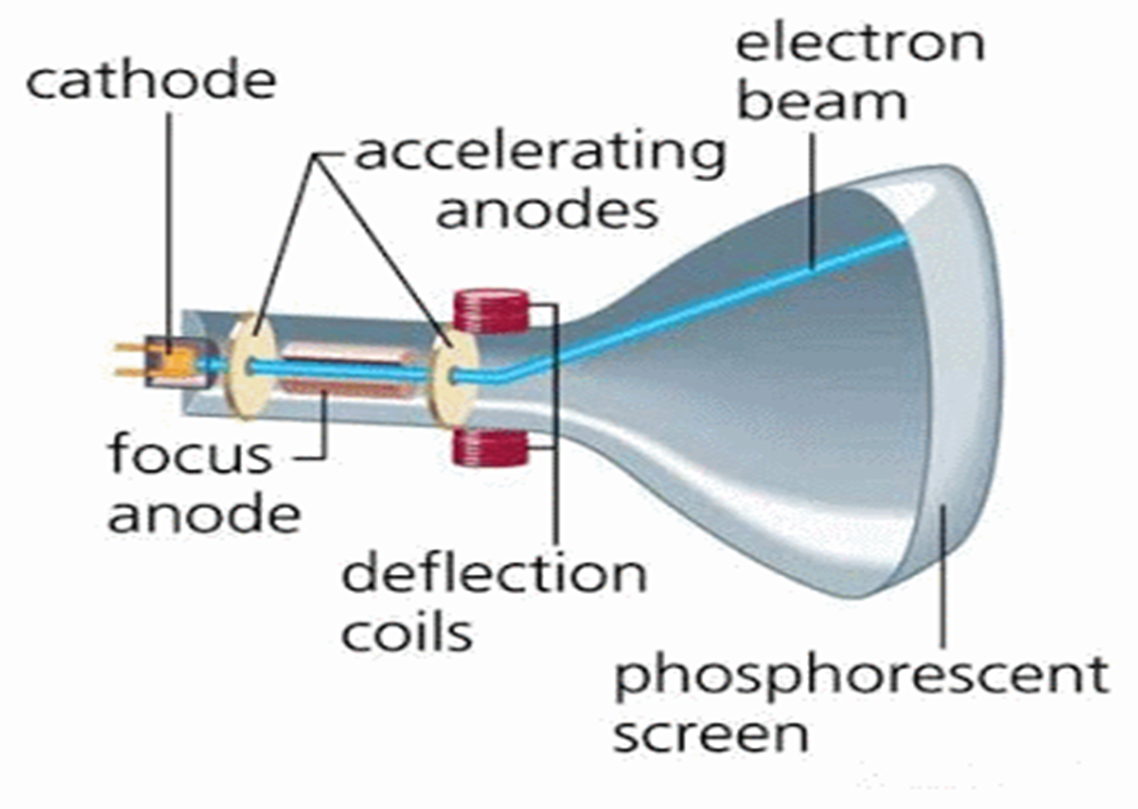 cathode
electron
beam
accelerating
anodes
focus
anode
deflection
coils
phosphorescent
screen